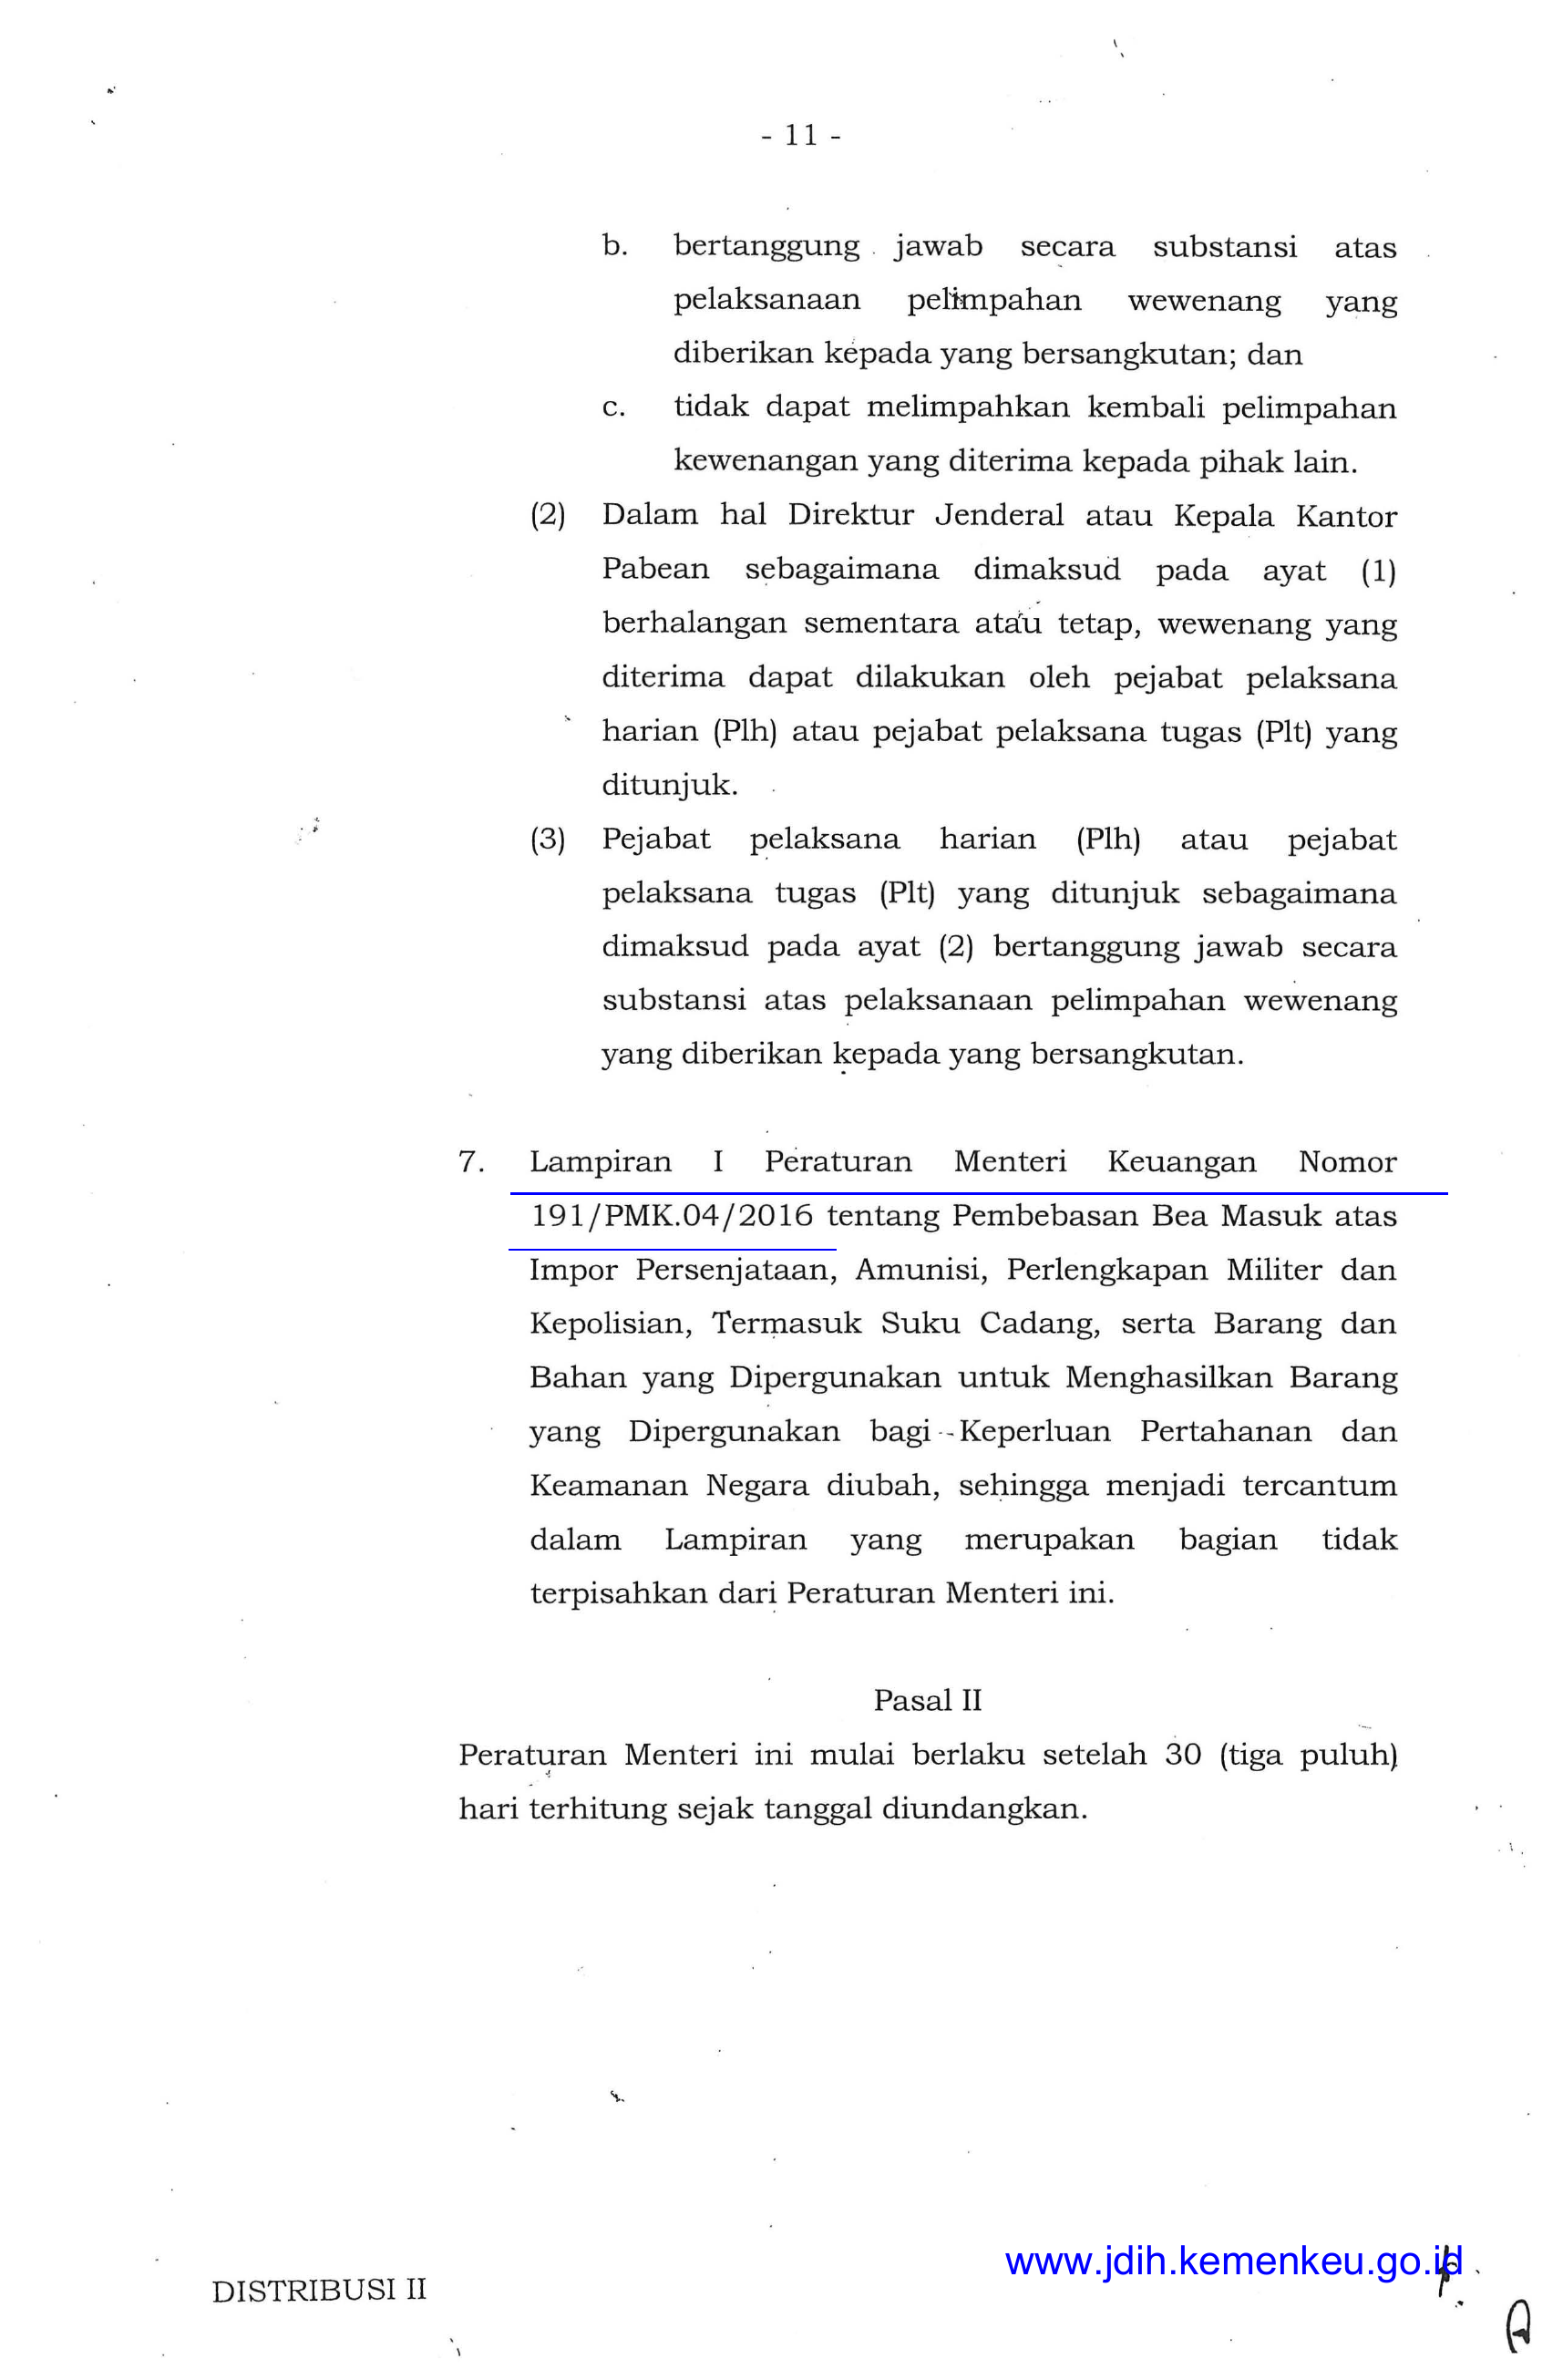 - 11 -
b. bertanggung jawab secara substansi atas
pelaksanaan pelimpahan wewenang yang
diberikan kepada yang bersangkutan; dan
c. tidak dapat melimpahkan kembali pelimpahan
kewenangan yang diterima kepada pihak lain.
(2) Dalam hal Direktur Jenderal atau Kepala Kantor
Pabean sebagaimana dimaksud pada ayat (1)
berhalangan sementara atau tetap, wewenang yang
diterima dapat dilakukan oleh pejabat pelaksana
harian (Plh) atau pejabat pelaksana tugas (Plt) yang
ditunjuk.
(3) Pejabat pelaksana harian (Plh) atau pejabat
pelaksana tugas (Plt) yang ditunjuk sebagaimana
dimaksud pada ayat (2) bertanggung jawab secara
substansi atas pelaksanaan pelimpahan wewenang
yang diberikan kepada yang bersangkutan.
7. Lampiran I Peraturan Menteri Keuangan Nomor
191/PMK.04/2016 tentang Pembebasan Bea Masuk atas
Impor Persenjataan, Amunisi, Perlengkapan Militer dan
Kepolisian, Termasuk Suku Cadang, serta Barang dan
Bahan yang Dipergunakan untuk Menghasilkan Barang
yang Dipergunakan bagi Keperluan Pertahanan dan
Keamanan Negara diubah, sehingga menjadi tercantum
dalam Lampiran yang merupakan bagian tidak
terpisahkan dari Peraturan Menteri ini.
Pasal II
Peraturan Menteri ini mulai berlaku setelah 30 (tiga puluh)
hari terhitung sejak tanggal diundangkan.
www.jdih.kemenkeu.go.id
DISTRIBUSI II